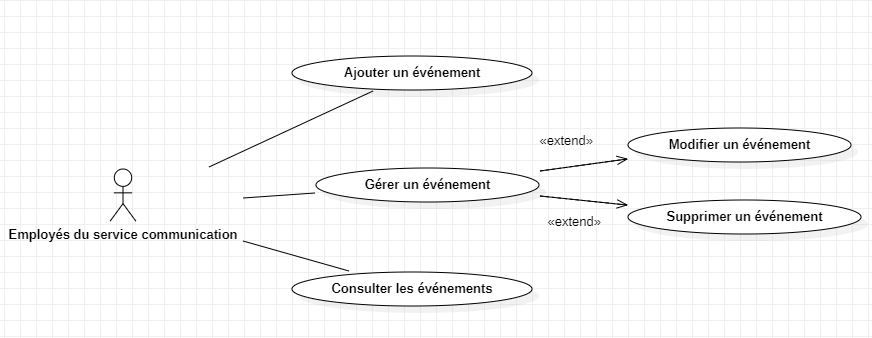 Ajouter un événement
«extend»
Modifier un événement
Gérer un événement
Supprimer un événement
«extend»
Employés du service communication
Consulter les événements